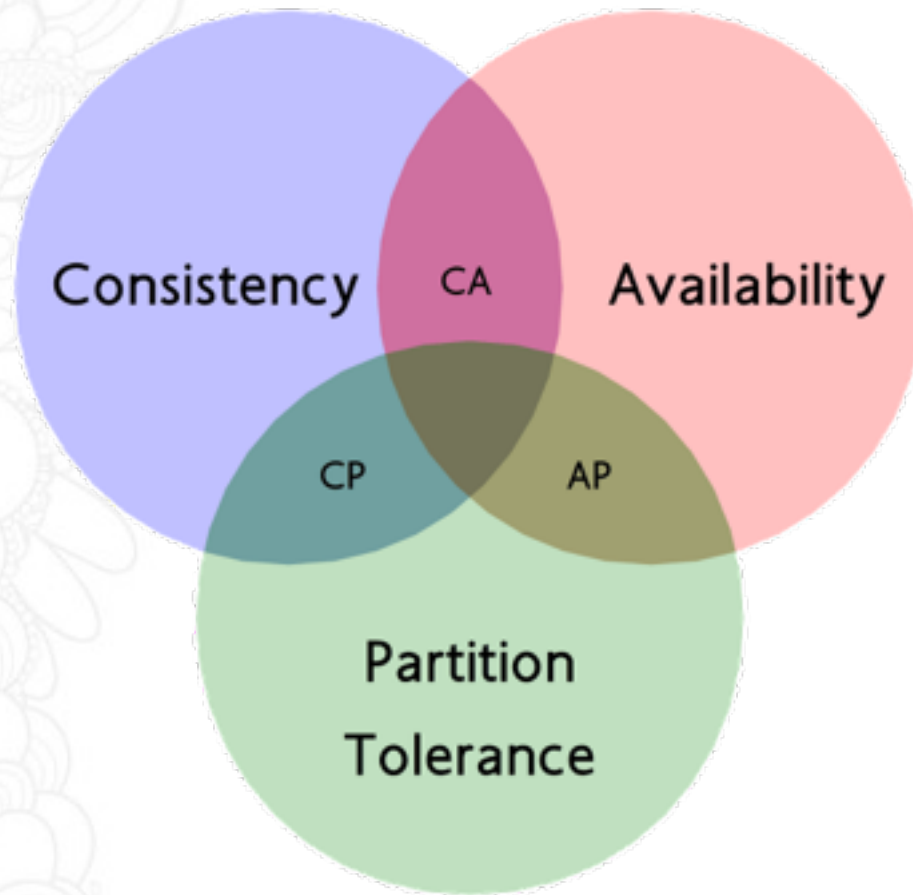 Consistency
CA
Availability
CP
AP
Partition
Tolerance